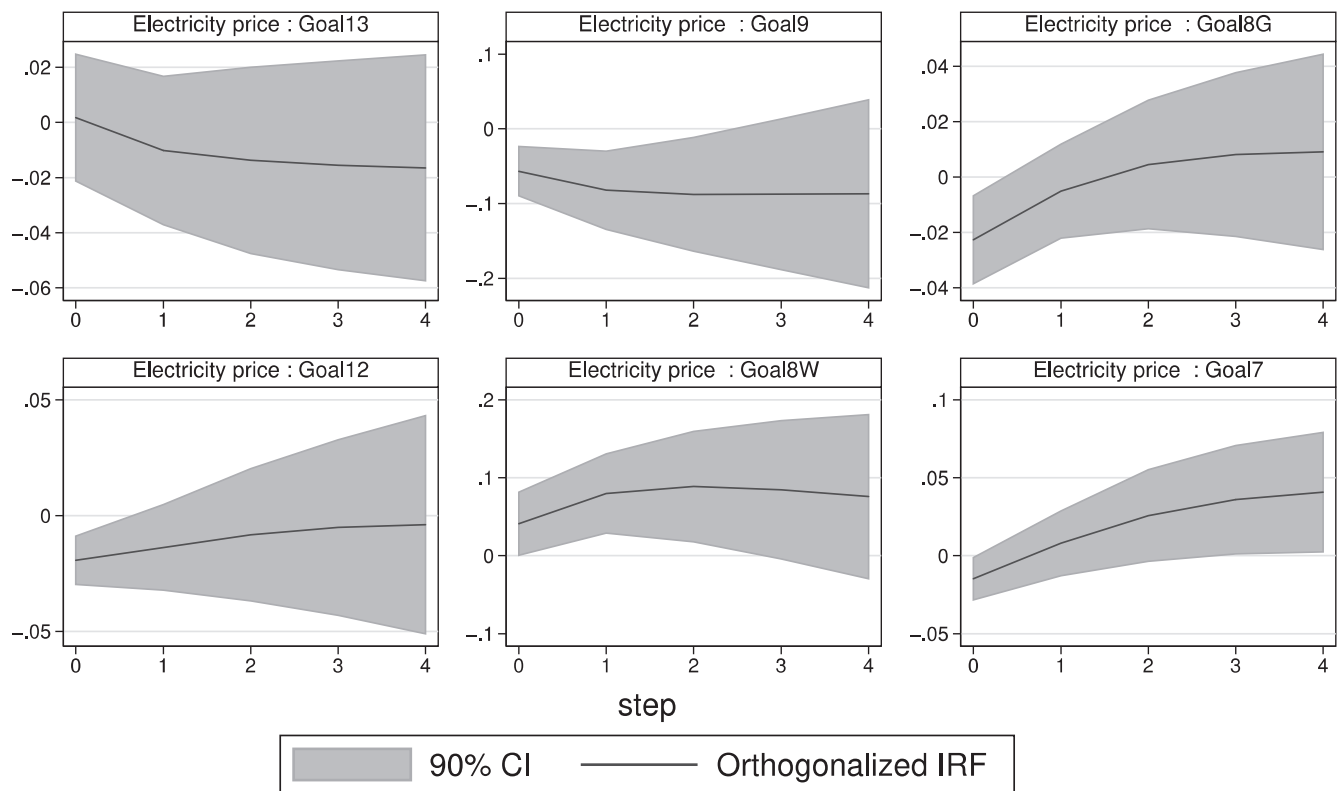 Electricity price : Goal13
.02
0
−.02
−.04
−.06
0 1 2 3 4
Electricity price : Goal9
.1
0
−.1
−.2
0 1 2 3 4
Electricity price : Goal8G
.04
.02
0
−.02
−.04
0 1 2 3 4
Electricity price : Goal12
.05
0
−.05
0 1 2 3 4
Electricity price : Goal8W
.2
.1
0
−.1
0 1 2 3 4
Electricity price : Goal7
.1
.05
0
−.05
0 1 2 3 4
step
90% CI
Orthogonalized IRF